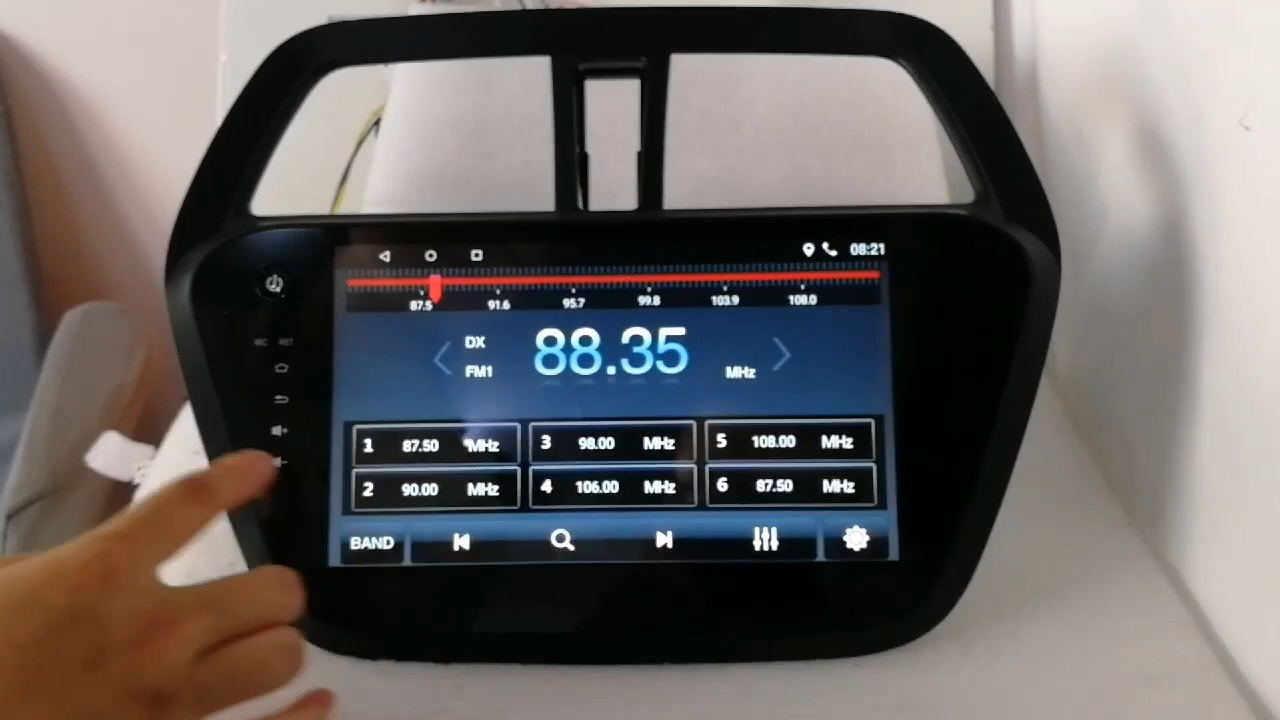 08:21
87.5 91.6 95.7 99.8 103.9 108.0
MIC RST
DX
FM1
88.35
MHz
1 87.50 MHz
3 98.00 MHz
5 108.00 MHz
2 90.00 MHz
4 106.00 MHz
6 87.50 MHz
BAND